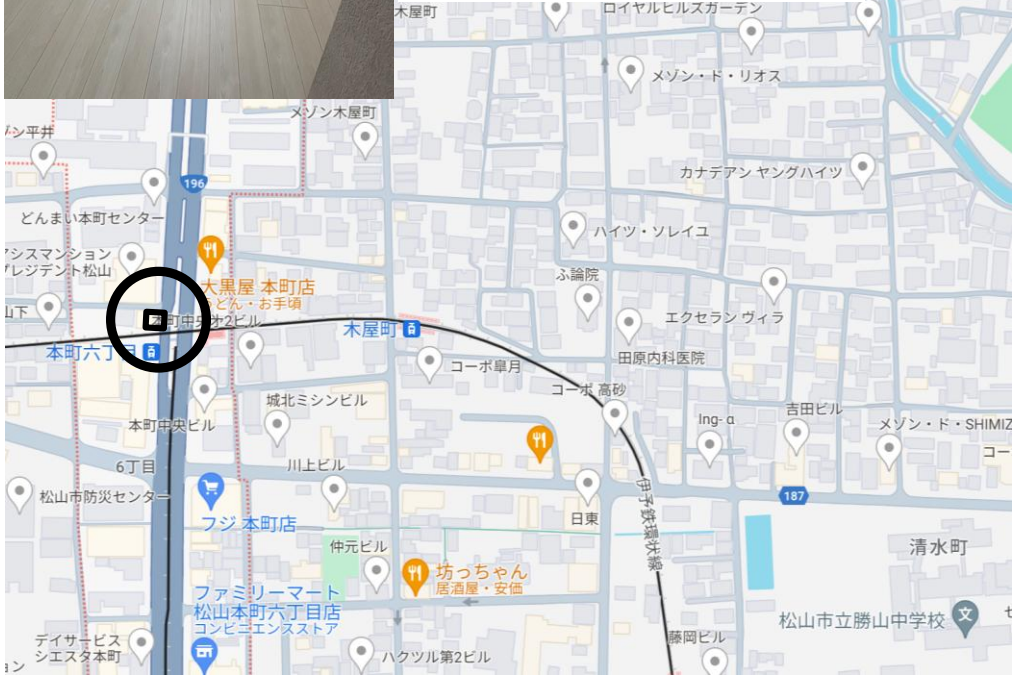 木屋町
ロイヤルヒルズガーデン
メゾン・ド・リオス
メゾン木屋町
ゾン平井
カナデアン ヤングハイツ
196
どんまい本町センター
ハイツ・ソレイユ
アシスマンション
プレジデント松山
大黒屋 本町店
うどん・お手頃
ふ論院
山下
本町中央第2ビル
エクセラン ヴィラ
木屋町
本町六丁目
田原内科医院
コーポ皐月
コーポ 高砂
城北ミシンビル
Ing-α
吉田ビル
本町中央ビル
メゾン・ド・SHIMIZ
コー
6丁目
川上ビル
松山市防災センター
187
フジ 本町店
日東
伊予鉄環状線
仲元ビル
清水町
坊っちゃん
居酒屋・安価
ファミリーマート
松山本町六丁目店
コンビニエンスストア
松山市立勝山中学校
文
デイサービス
シエスタ本町
藤岡ビル
ハクツル第2ビル
ョン